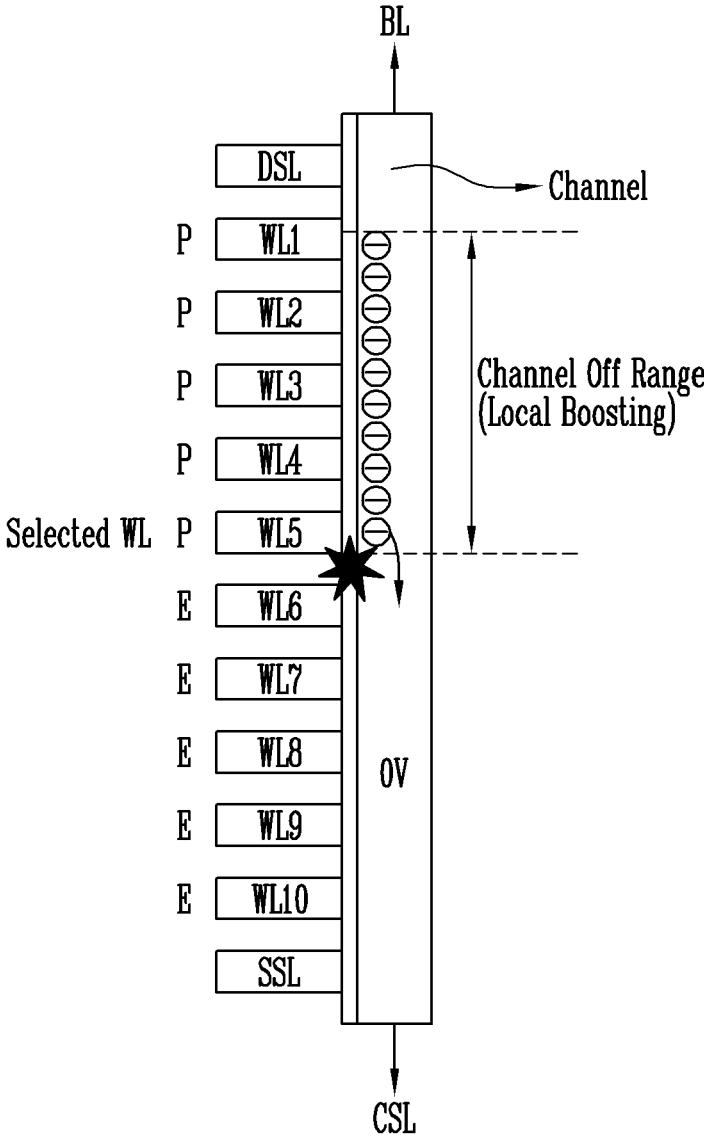 BL
DSL
Channel
P WL1
P WL2
P WL3
Channel Off Range
(Local Boosting)
P WL4
Selected WL P WL5
E WL6
E WL7
E WL8
0V
E WL9
E WL10
SSL
CSL